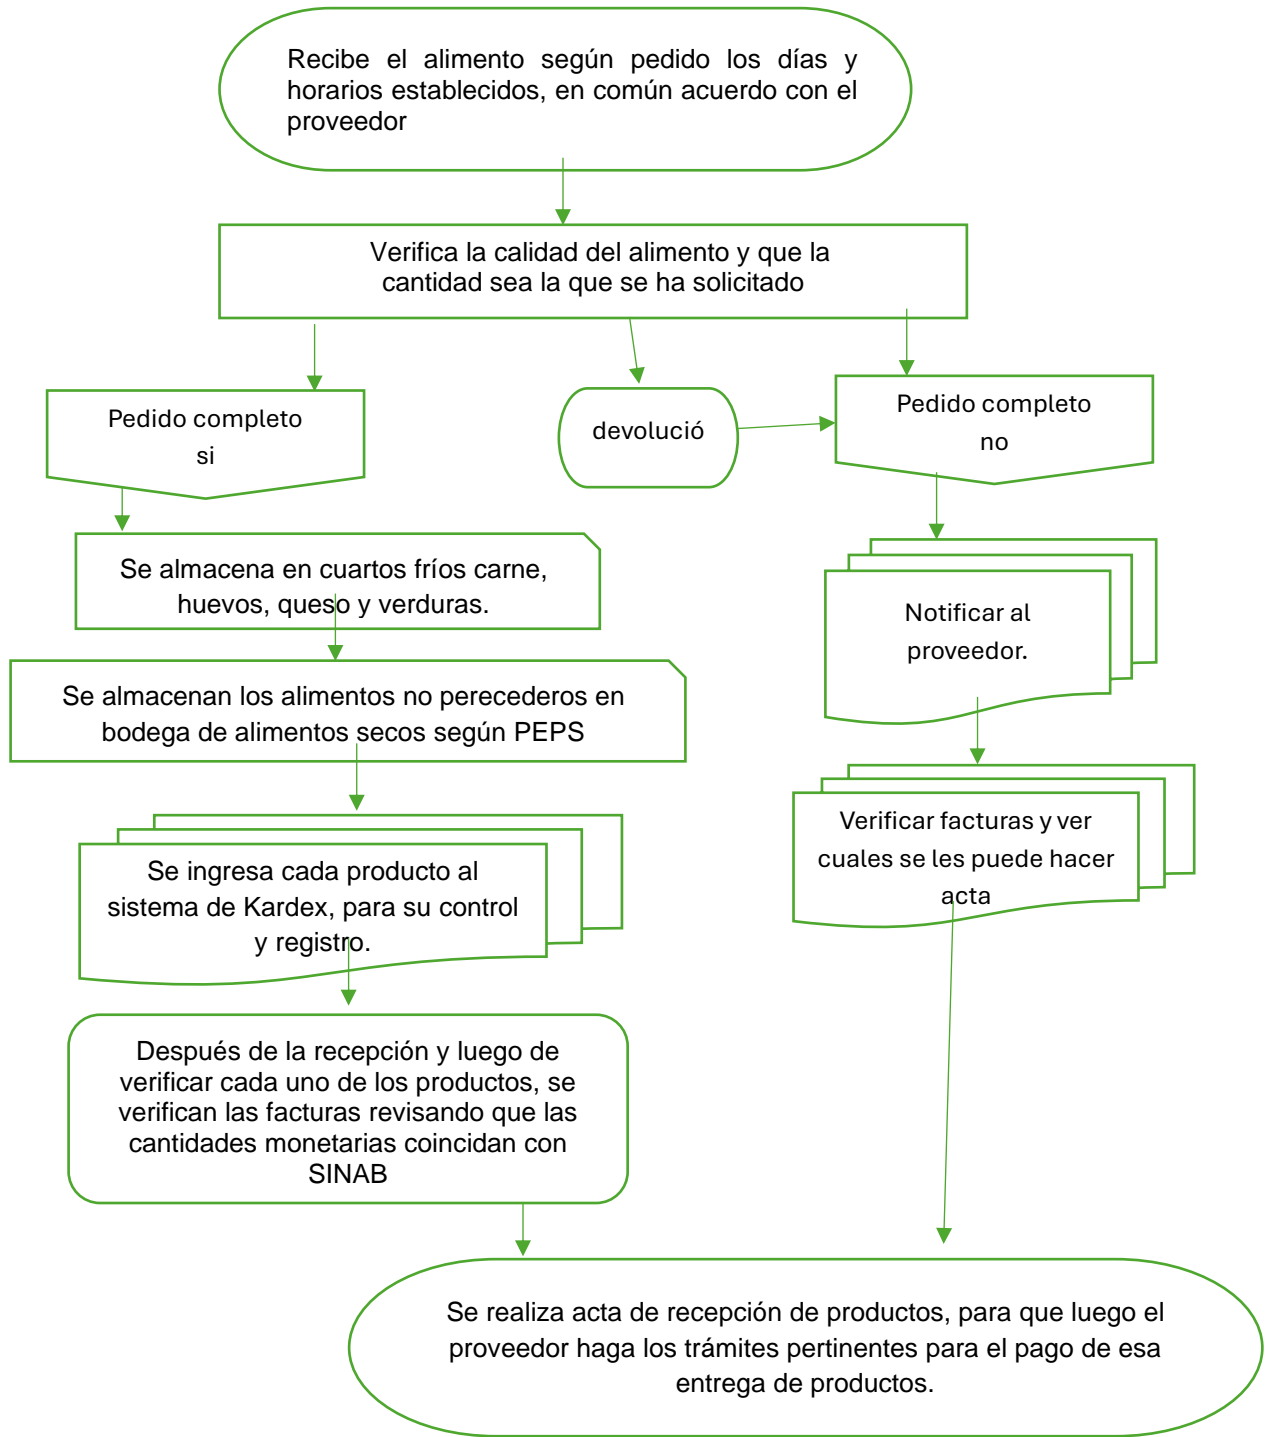 Recibe el alimento según pedido los días y
horarios establecidos, en común acuerdo con el
proveedor
Verifica la calidad del alimento y que la
cantidad sea la que se ha solicitado
Pedido completo
si
devolució
Pedido completo
no
Se almacena en cuartos fríos carne,
huevos, queso y verduras.
Notificar al
proveedor.
Se almacenan los alimentos no perecederos en
bodega de alimentos secos según PEPS
Verificar facturas y ver
cuales se les puede hacer
acta
Se ingresa cada producto al
sistema de Kardex, para su control
y registro.
Después de la recepción y luego de
verificar cada uno de los productos, se
verifican las facturas revisando que las
cantidades monetarias coincidan con
SINAB
Se realiza acta de recepción de productos, para que luego el
proveedor haga los trámites pertinentes para el pago de esa
entrega de productos.